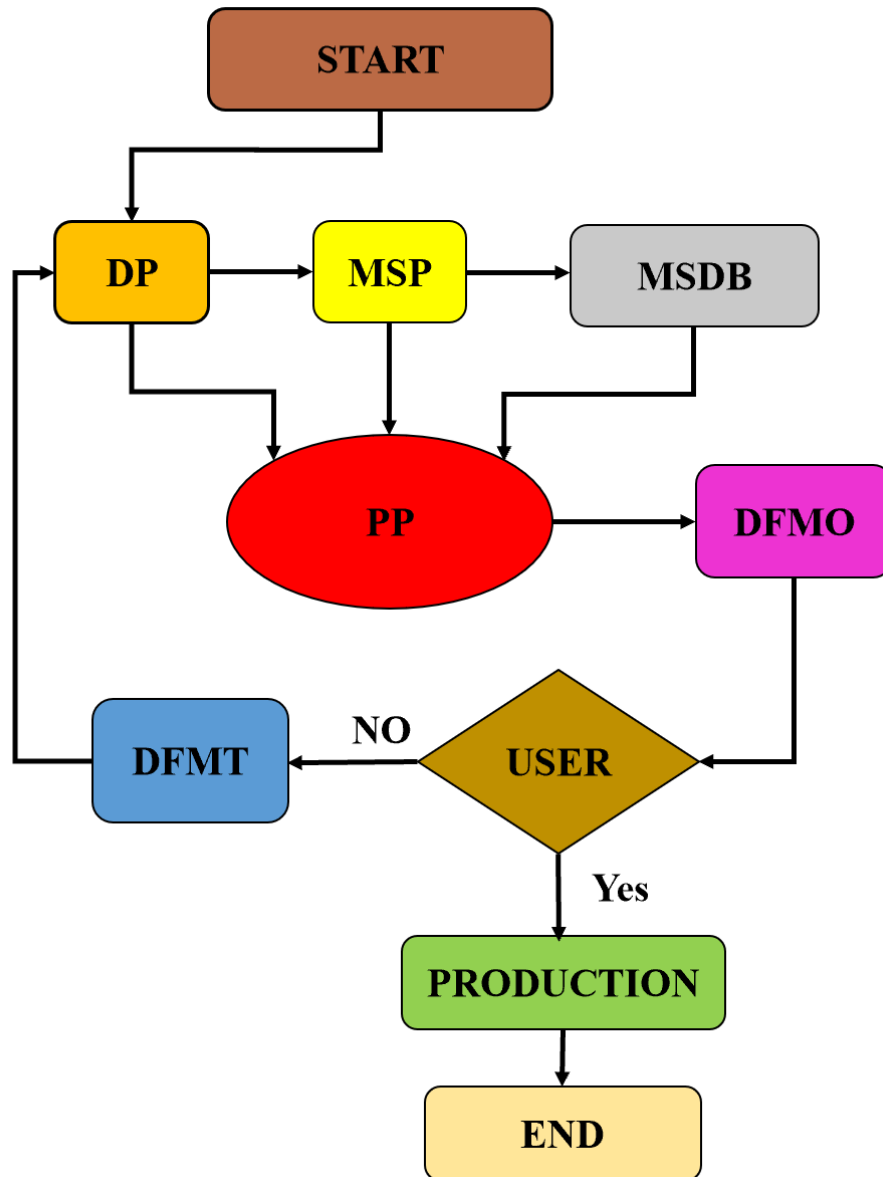 START
DP
MSP
MSDB
PP
DFMO
NO
DFMT
USER
Yes
PRODUCTION
END